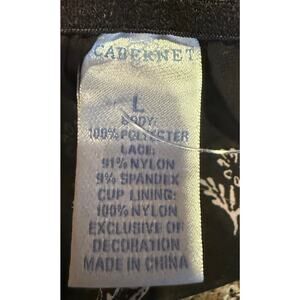 CABERNET
L
BODY:
100% POLYESTER
LACE:
91% NYLON
9% SPANDEX
CUP LINING:
100% NYLON
EXCLUSIVE OF
DECORATION
MADE IN CHINA